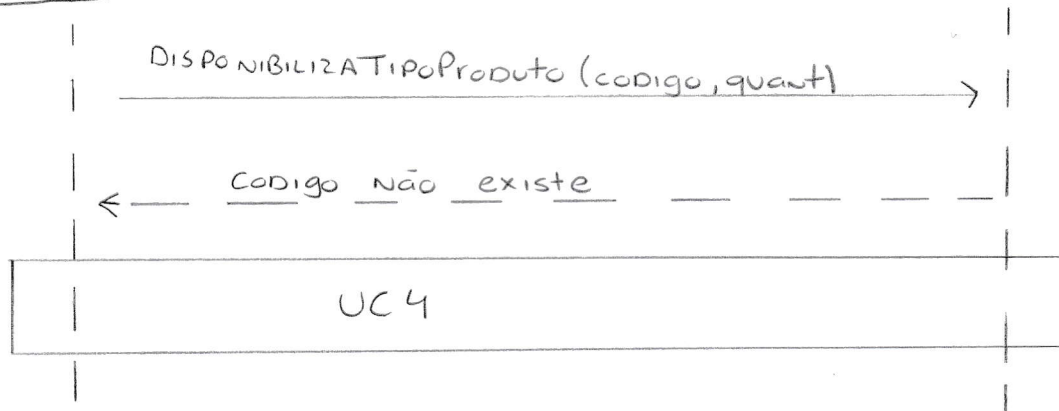 DISPONIBILIZATIPOPRODUTO (CODIGO, quant)
CODIGO NÃO existe
UC4